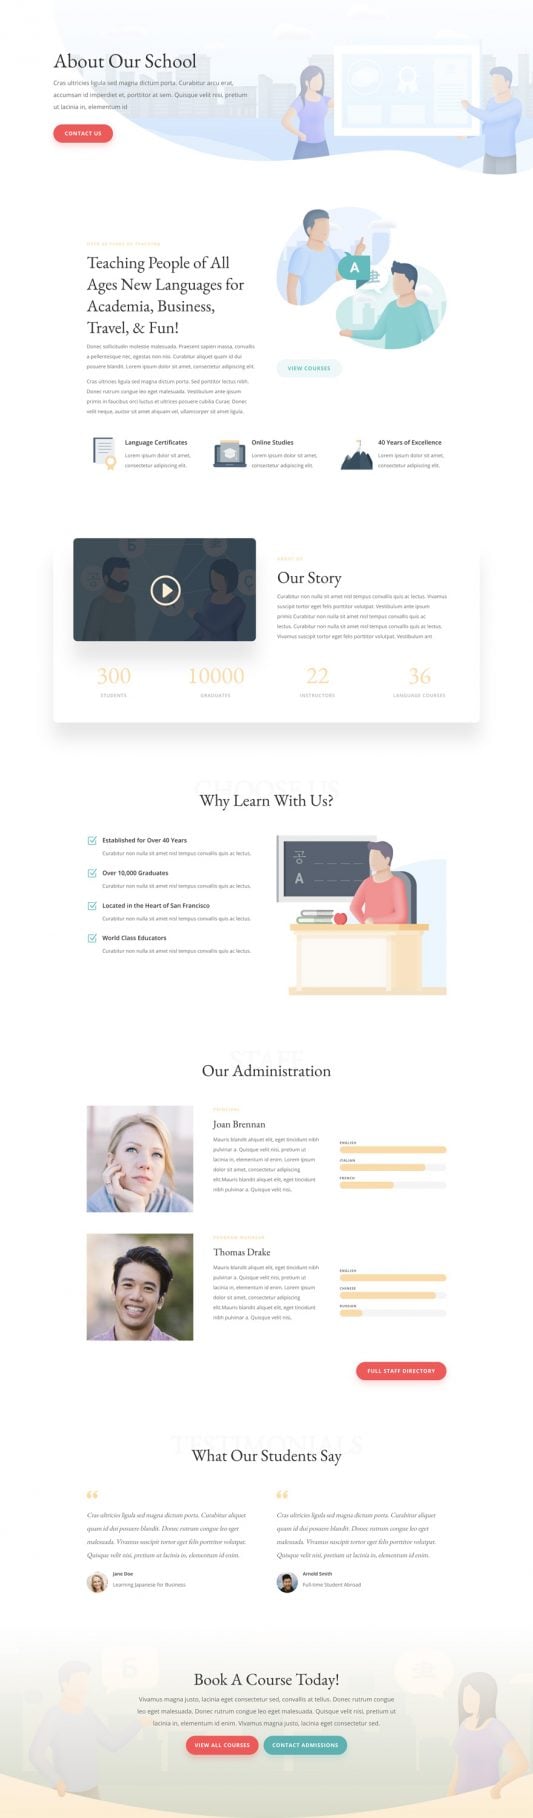 About Our School
Cras ultricies ligula sed magna dictum porta. Curabitur arcu erat,
accumsan id imperdiet et, porttitor at sem. Quisque velit nisi, pretium
ut lacinia in, elementum id
CONTACT US
OVER 40 YEARS OF TEACHING
Teaching People of All
Ages New Languages for
Academia, Business,
Travel, & Fun!
Donec sollicitudin molestie malesuada. Praesent sapien massa, convallis
a pellentesque nec, egestas non nisi. Curabitur aliquet quam id dui
posuere blandit. Lorem ipsum dolor sit amet, consectetur adipiscing elit.
Cras ultricies ligula sed magna dictum porta. Sed porttitor lectus nibh.
Donec rutrum congue leo eget malesuada. Vestibulum ante ipsum
primis in faucibus orci luctus et ultrices posuere cubilia Curae; Donec
velit neque, auctor sit amet aliquam vel, ullamcorper sit amet ligula.
A
VIEW COURSES
Language Certificates
Lorem ipsum dolor sit amet,
consectetur adipiscing elit.
Online Studies
Lorem ipsum dolor sit amet,
consectetur adipiscing elit.
40 Years of Excellence
Lorem ipsum dolor sit amet,
consectetur adipiscing elit.
Б
ABOUT US
Our Story
Curabitur non nulla sit amet nisl tempus convallis quis ac lectus. Vivamus
suscipit tortor eget felis porttitor volutpat. Vestibulum ante ipsum
primis Curabitur non nulla sit amet nisl tempus convallis quis ac
lectus. Curabitur non nulla sit amet nisl tempus convallis quis ac lectus.
Vivamus suscipit tortor eget felis porttitor volutpat. Vestibulum ant
300
STUDENTS
10000
GRADUATES
22
INSTRUCTORS
36
LANGUAGE COURSES
CHOOSE US
Why Learn With Us?
Established for Over 40 Years
Curabitur non nulla sit amet nisl tempus convallis quis ac lectus.
Over 10,000 Graduates
Curabitur non nulla sit amet nisl tempus convallis quis ac lectus.
Located in the Heart of San Francisco
Curabitur non nulla sit amet nisl tempus convallis quis ac lectus.
World Class Educators
Curabitur non nulla sit amet nisl tempus convallis quis ac lectus.
공
A
STAFF
Our Administration
PRINCIPAL
Joan Brennan
Mauris blandit aliquet elit, eget tincidunt nibh
pulvinar a. Quisque velit nisi, pretium ut
lacinia in, elementum id enim. Lorem ipsum
dolor sit amet, consectetur adipiscing
elit.Mauris blandit aliquet elit, eget tincidunt
nibh pulvinar a. Quisque velit nisi,
ENGLISH
ITALIAN
FRENCH
PROGRAM MANAGER
Thomas Drake
Mauris blandit aliquet elit, eget tincidunt nibh
pulvinar a. Quisque velit nisi, pretium ut
lacinia in, elementum id enim. Lorem ipsum
dolor sit amet, consectetur adipiscing
elit.Mauris blandit aliquet elit, eget tincidunt
nibh pulvinar a. Quisque velit nisi,
ENGLISH
CHINESE
RUSSIAN
FULL STAFF DIRECTORY
TESTIMONIALS
What Our Students Say
“
Cras ultricies ligula sed magna dictum porta. Curabitur aliquet
quam id dui posuere blandit. Donec rutrum congue leo eget
malesuada. Vivamus suscipit tortor eget felis porttitor volutpat.
Quisque velit nisi, pretium ut lacinia in, elementum id enim.
Jane Doe
Learning Japanese for Business
“
Cras ultricies ligula sed magna dictum porta. Curabitur aliquet
quam id dui posuere blandit. Donec rutrum congue leo eget
malesuada. Vivamus suscipit tortor eget felis porttitor volutpat.
Quisque velit nisi, pretium ut lacinia in, elementum id enim.
Arnold Smith
Full-time Student Abroad
Б
Book A Course Today!
Vivamus magna justo, lacinia eget consectetur sed, convallis at tellus. Donec rutrum congue
leo eget malesuada. Donec rutrum congue leo eget malesuada. Quisque velit nisi, pretium ut
lacinia in, elementum id enim. Vivamus magna justo, lacinia eget consectetur sed.
VIEW ALL COURSES
CONTACT ADMISSIONS